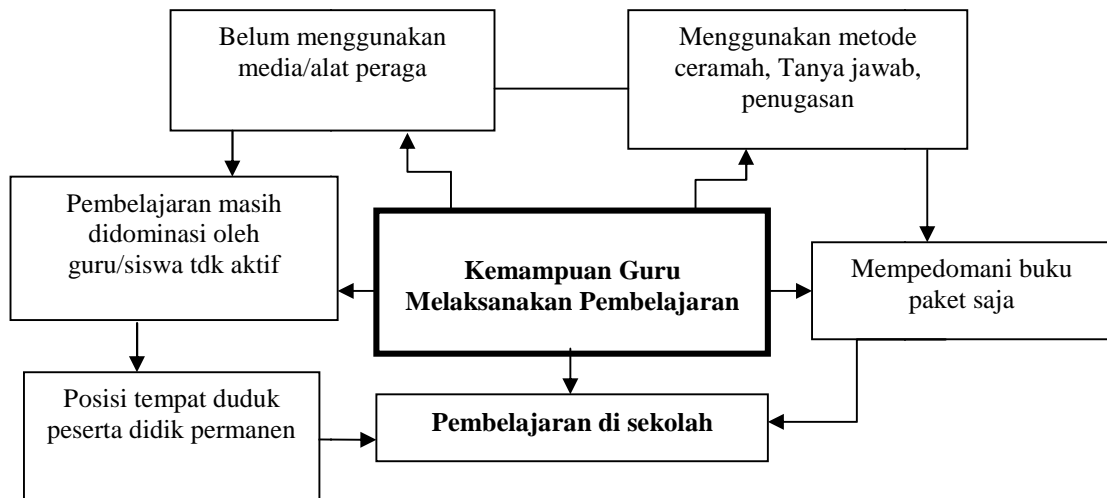 Belum menggunakan
media/alat peraga
Menggunakan metode
ceramah, Tanya jawab,
penugasan
Pembelajaran masih
didominasi oleh
guru/siswa tdk aktif
Kemampuan Guru
Melaksanakan Pembelajaran
Mempedomani buku
paket saja
Posisi tempat duduk
peserta didik permanen
Pembelajaran di sekolah